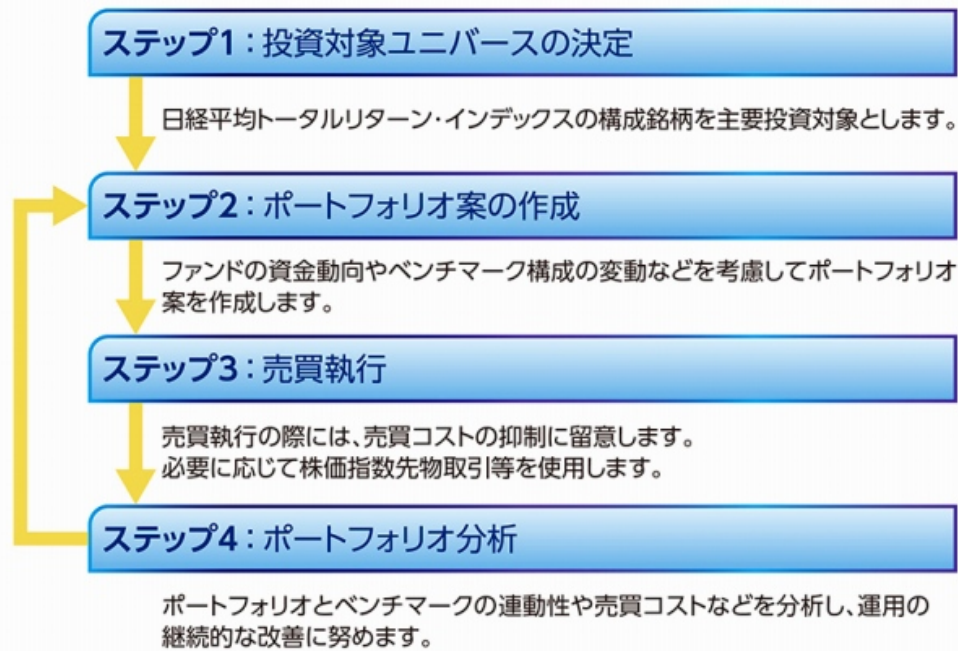 ステップ1：投資対象ユニバースの決定
日経平均トータルリターン・インデックスの構成銘柄を主要投資対象とします。
ステップ2：ポートフォリオ案の作成
ファンドの資金動向やベンチマーク構成の変動などを考慮してポートフォリオ
案を作成します。
ステップ3：売買執行
売買執行の際には、売買コストの抑制に留意します。
必要に応じて株価指数先物取引等を使用します。
ステップ4：ポートフォリオ分析
ポートフォリオとベンチマークの連動性や売買コストなどを分析し、運用の
継続的な改善に努めます。